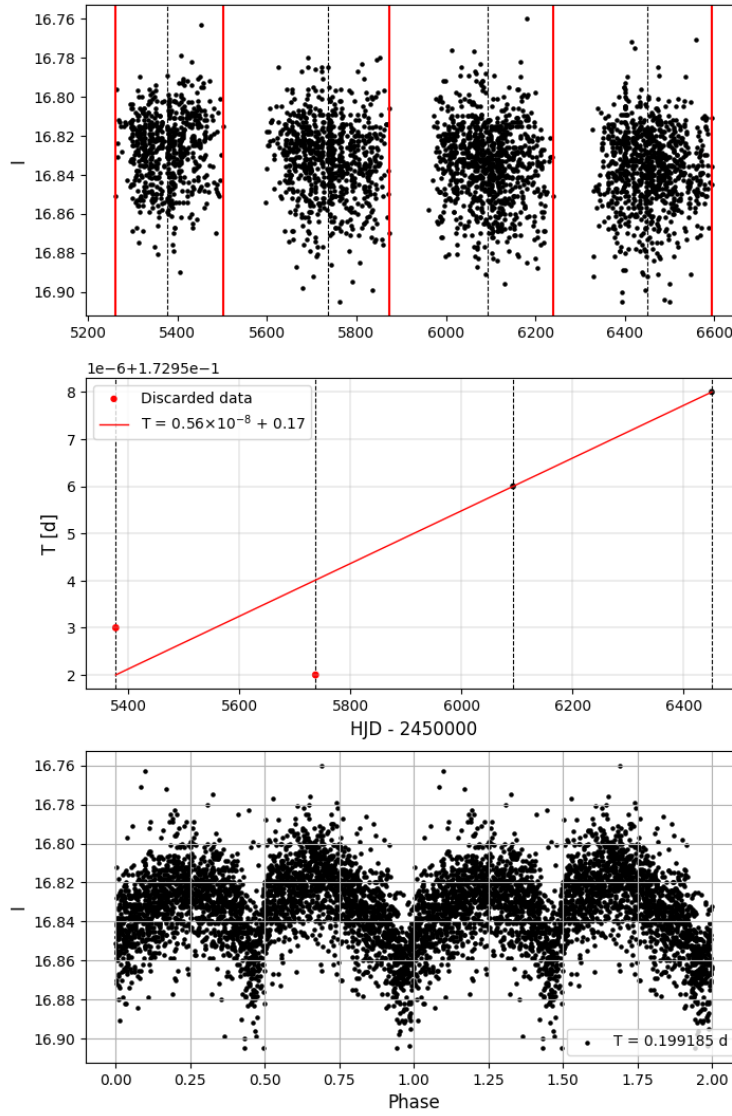 16.76
16.78
16.80
16.82
16.84
16.86
16.88
16.90
I
5200 5400 5600 5800 6000 6200 6400 6600
1e-6+1.7295e-1
8
7
6
5
4
3
2
T [d]
Discarded data
T = 0.56×10⁻⁸ + 0.17
5400 5600 5800 6000 6200 6400
HJD - 2450000
16.76
16.78
16.80
16.82
16.84
16.86
16.88
16.90
I
T = 0.199185 d
0.00 0.25 0.50 0.75 1.00 1.25 1.50 1.75 2.00
Phase